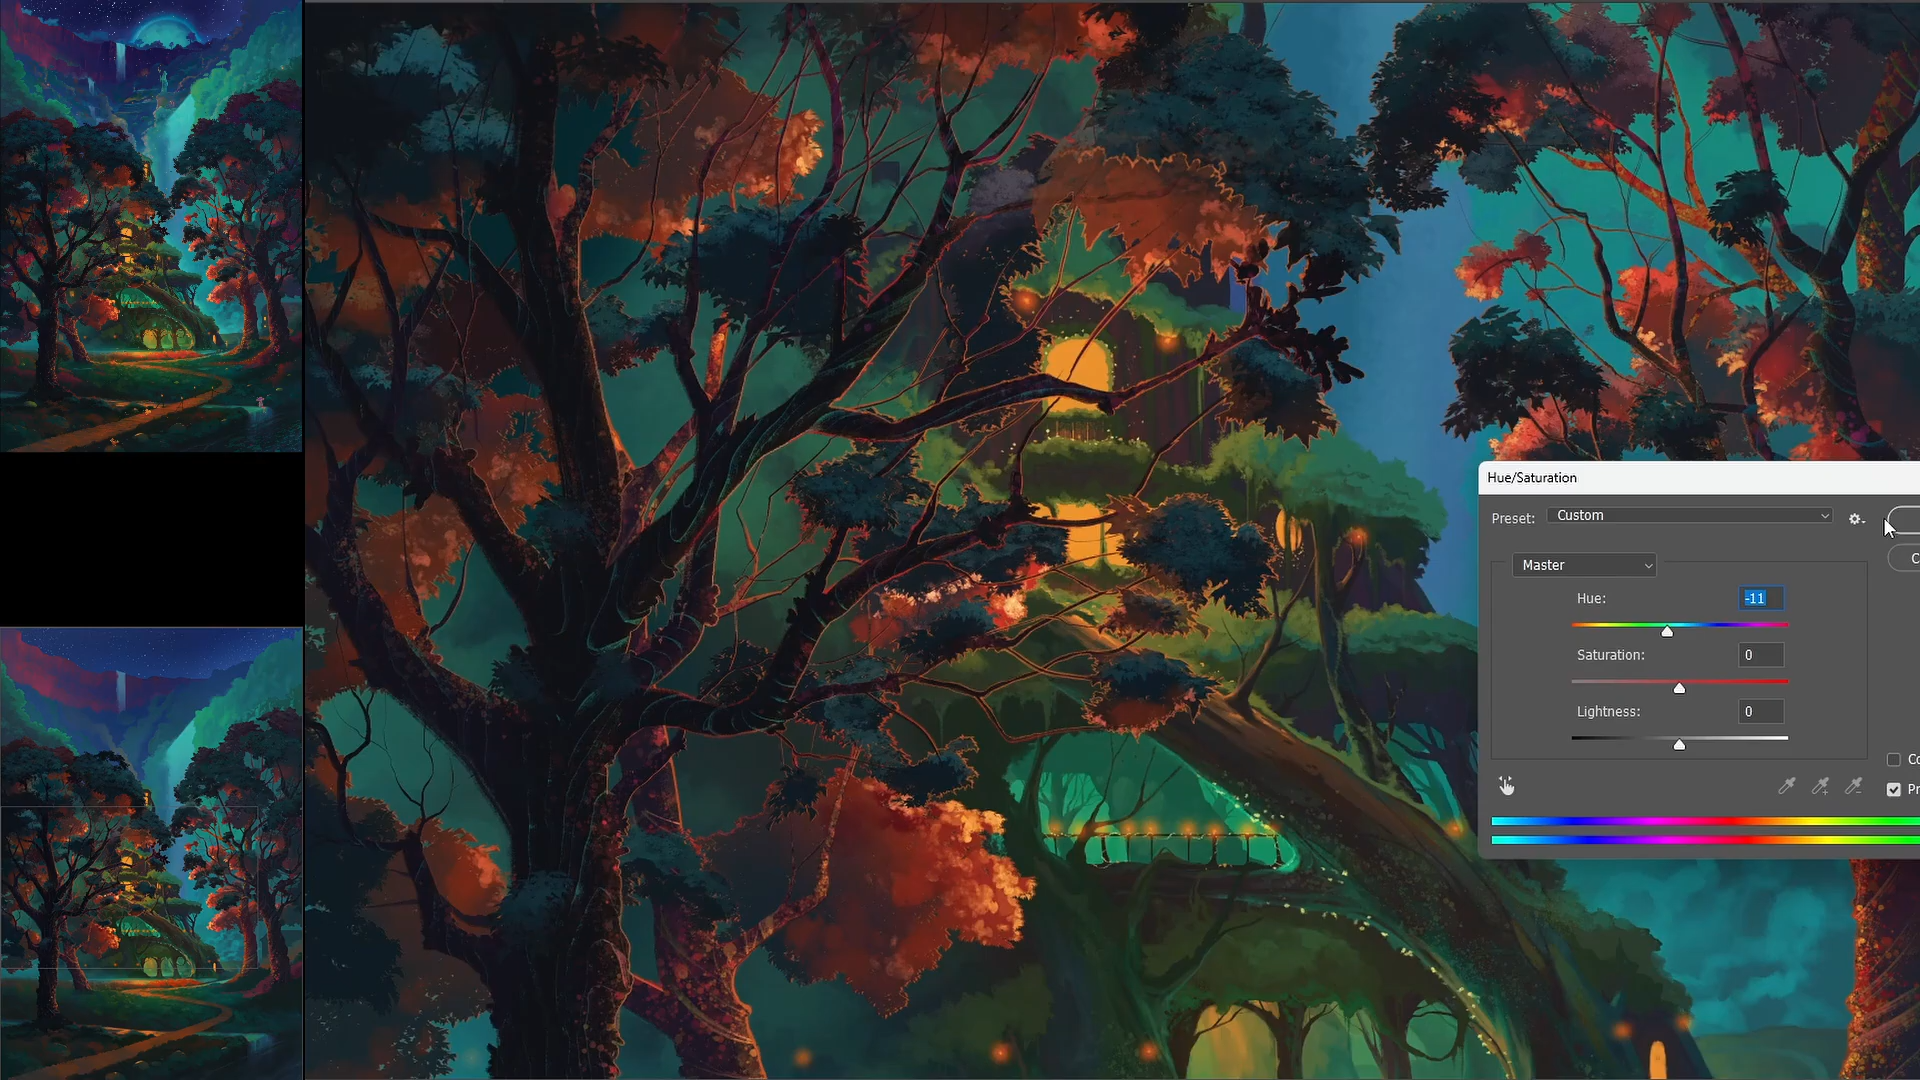 Hue/Saturation
Preset: Custom
Master
Hue: -11
Saturation: 0
Lightness: 0